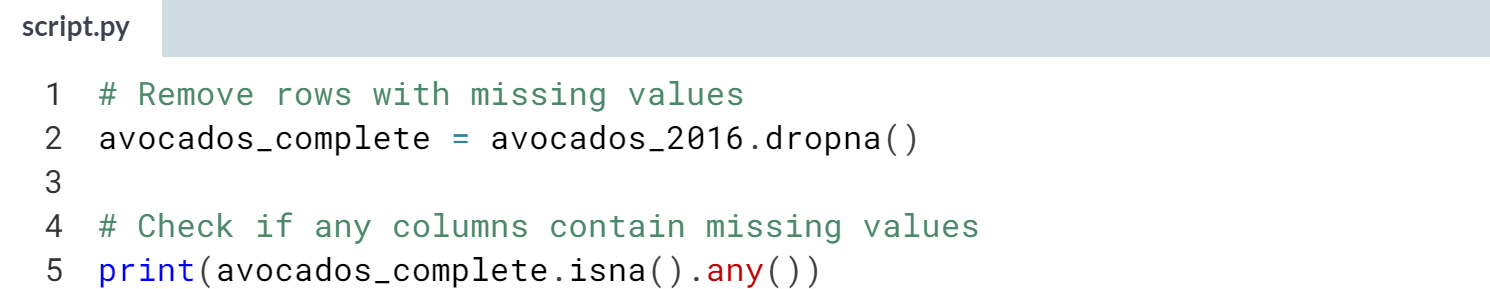 script.py
1 # Remove rows with missing values
2 avocados_complete = avocados_2016.dropna()
3
4 # Check if any columns contain missing values
5 print(avocados_complete.isna().any())